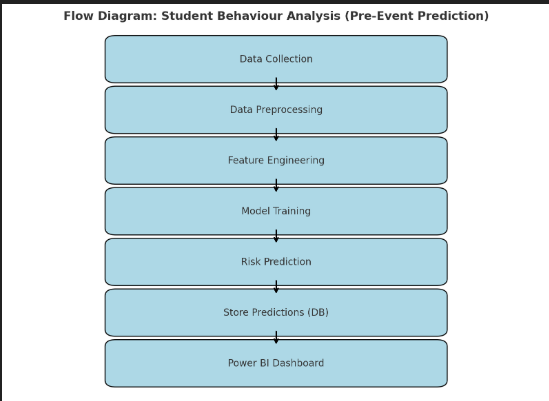 Flow Diagram: Student Behaviour Analysis (Pre-Event Prediction)
Data Collection
Data Preprocessing
Feature Engineering
Model Training
Risk Prediction
Store Predictions (DB)
Power BI Dashboard